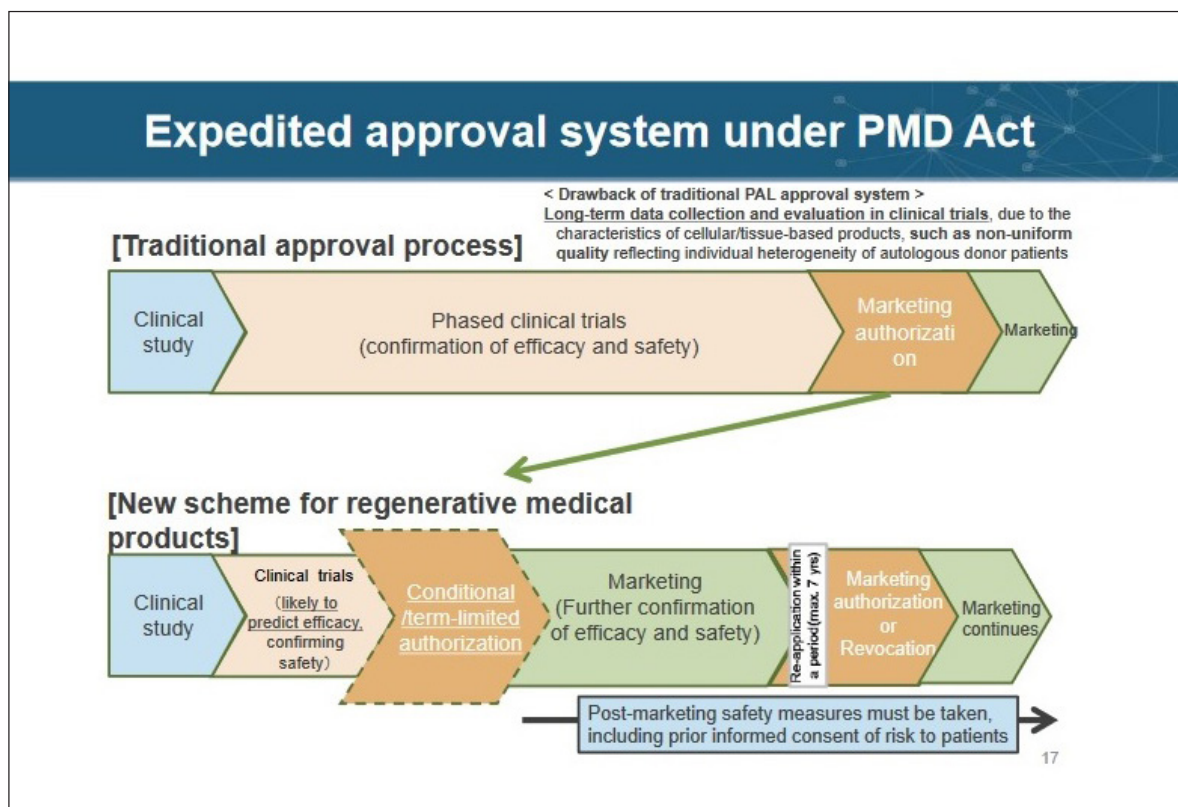 Expedited approval system under PMD Act
< Drawback of traditional PAL approval system >
Long-term data collection and evaluation in clinical trials, due to the
characteristics of cellular/tissue-based products, such as non-uniform
quality reflecting individual heterogeneity of autologous donor patients
[Traditional approval process]
Clinical
study
Phased clinical trials
(confirmation of efficacy and safety)
Marketing
authorizati
on
Marketing
[New scheme for regenerative medical
products]
Clinical
study
Clinical trials
(likely to
predict efficacy,
confirming
safety)
Conditional
/term-limited
authorization
Marketing
(Further confirmation
of efficacy and safety)
Re-application within
a period(max. 7 yrs)
Marketing
authorization
or
Revocation
Marketing
continues
Post-marketing safety measures must be taken,
including prior informed consent of risk to patients
17